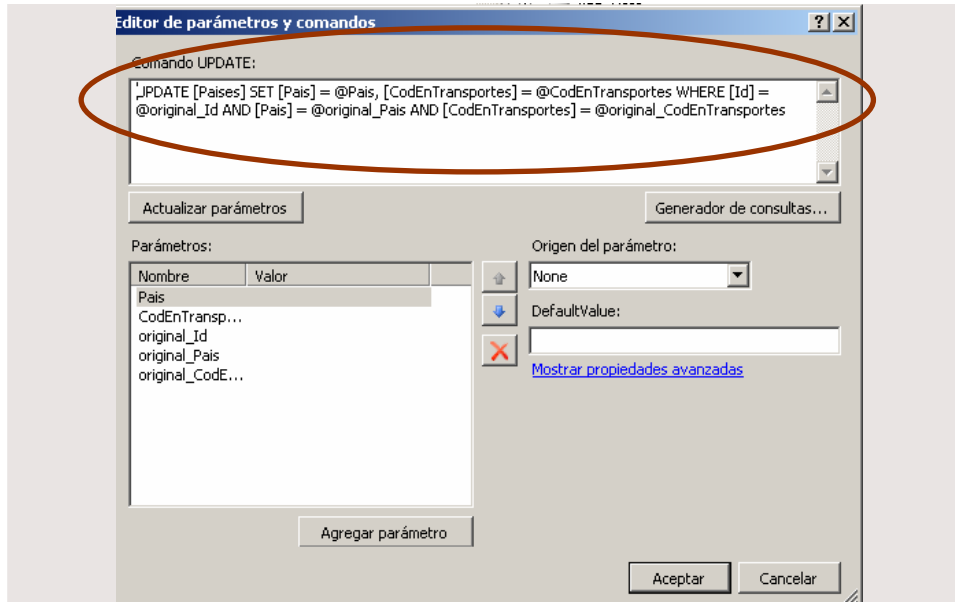 Editor de parámetros y comandos
Comando UPDATE:
UPDATE [Paises] SET [Pais] = @Pais, [CodEnTransportes] = @CodEnTransportes WHERE [Id] =
@original_Id AND [Pais] = @original_Pais AND [CodEnTransportes] = @original_CodEnTransportes
Actualizar parámetros
Generador de consultas...
Parámetros:
Nombre Valor
Pais
CodEnTransp...
original_Id
original_Pais
original_CodE...
Agregar parámetro
Origen del parámetro:
None
DefaultValue:
Mostrar propiedades avanzadas
Aceptar
Cancelar